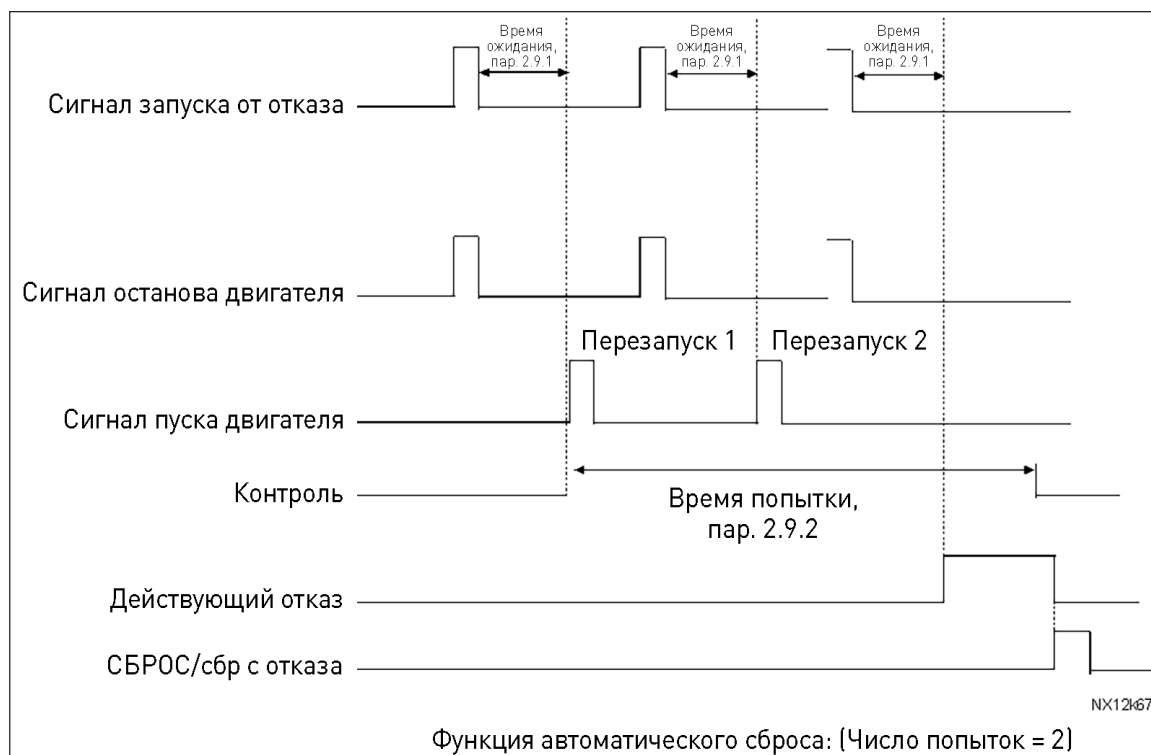 Время
ожидания,
пар. 2.9.1
Время
ожидания,
пар. 2.9.1
Время
ожидания,
пар. 2.9.1
Сигнал запуска от отказа
Сигнал останова двигателя
Перезапуск 1
Перезапуск 2
Сигнал пуска двигателя
Контроль
Время попытки,
пар. 2.9.2
Действующий отказ
СБРОС/сбр с отказа
NX12k67
Функция автоматического сброса: (Число попыток = 2)